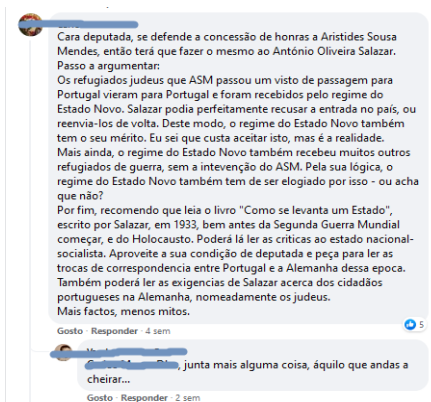 Cara deputada, se defende a concessão de honras a Aristides Sousa
Mendes, então terá que fazer o mesmo ao António Oliveira Salazar.
Passo a argumentar:
Os refugiados judeus que ASM passou um visto de passagem para
Portugal vieram para Portugal e foram recebidos pelo regime do
Estado Novo. Salazar podia perfeitamente recusar a entrada no país, ou
reenvia-los de volta. Deste modo, o regime do Estado Novo também
tem o seu mérito. Eu sei que custa aceitar isto, mas é a realidade.
Mais ainda, o regime do Estado Novo também recebeu muitos outros
refugiados de guerra, sem a intevenção do ASM. Pela sua lógica, o
regime do Estado Novo também tem de ser elogiado por isso - ou acha
que não?
Por fim, recomendo que leia o livro "Como se levanta um Estado",
escrito por Salazar, em 1933, bem antes da Segunda Guerra Mundial
começar, e do Holocausto. Poderá lá ler as criticas ao estado nacional-
socialista. Aproveite a sua condição de deputada e peça para ler as
trocas de correspondencia entre Portugal e a Alemanha dessa epoca.
Também poderá ler as exigencias de Salazar acerca dos cidadãos
portugueses na Alemanha, nomeadamente os judeus.
Mais factos, menos mitos.
Gosto · Responder · 4 sem
5
, junta mais alguma coisa, áquilo que andas a
cheirar...
Gosto · Responder · 2 sem